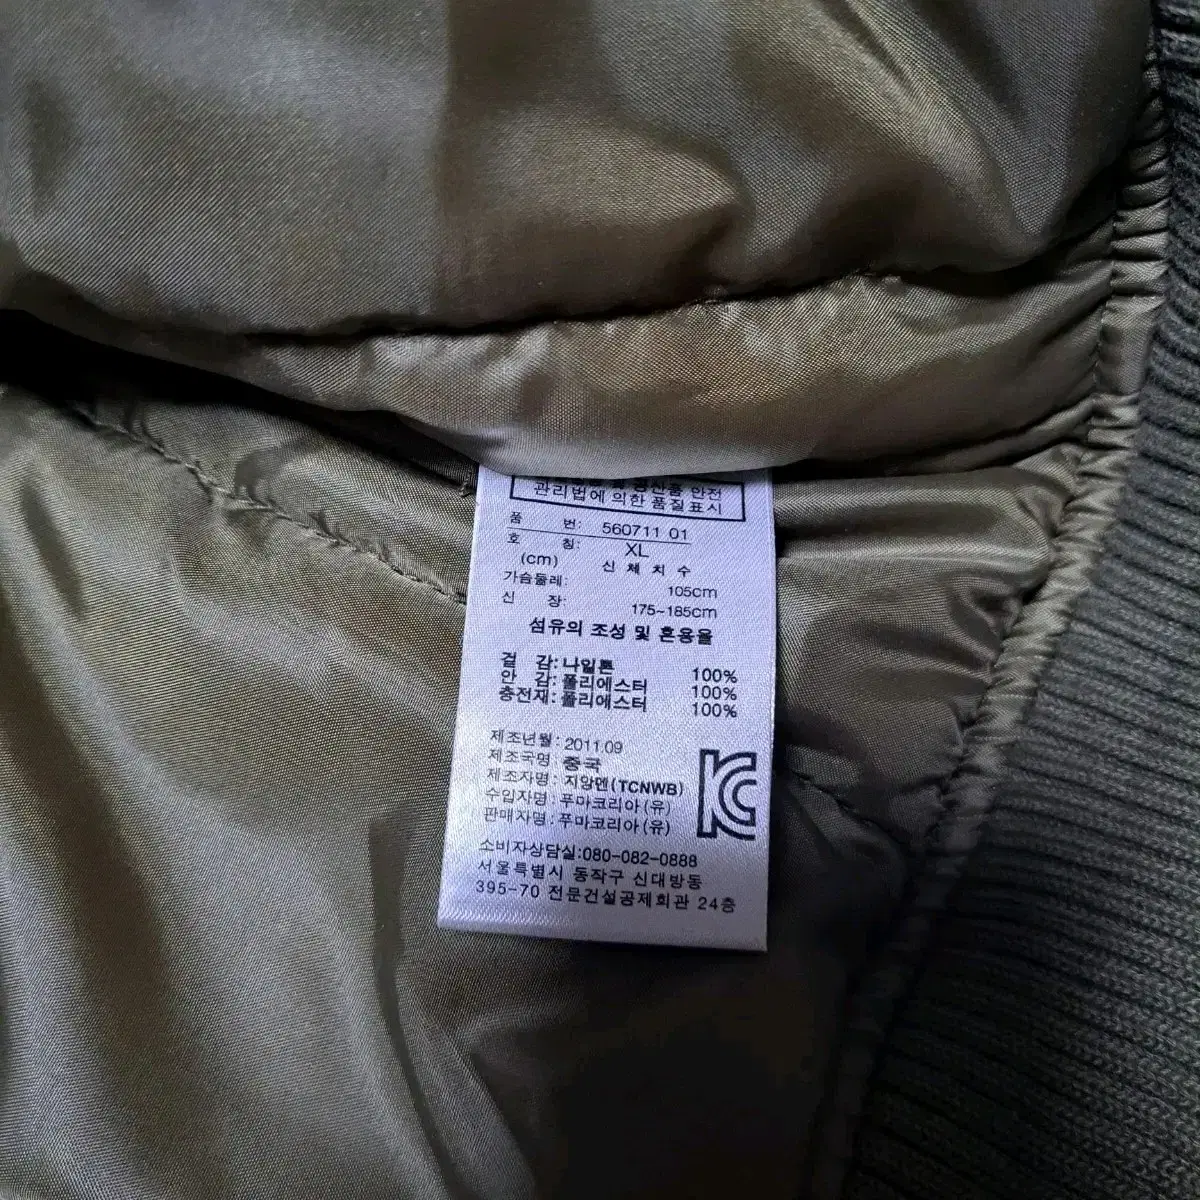 공산품 안전
관리법에 의한 품질표시
품 번: 560711 01
호 칭: XL
(cm) 신 체 치 수
가슴둘레: 105cm
신 장: 175~185cm
섬유의 조성 및 혼용율
겉 감: 나일론 100%
안 감: 폴리에스터 100%
충전재: 폴리에스터 100%
제조년월: 2011.09
제조국명: 중국
제조자명: 지앙멘(TCNWB)
수입자명: 푸마코리아(유)
판매자명: 푸마코리아(유)
KC
소비자상담실:080-082-0888
서울특별시 동작구 신대방동
395-70 전문건설공제회관 24층